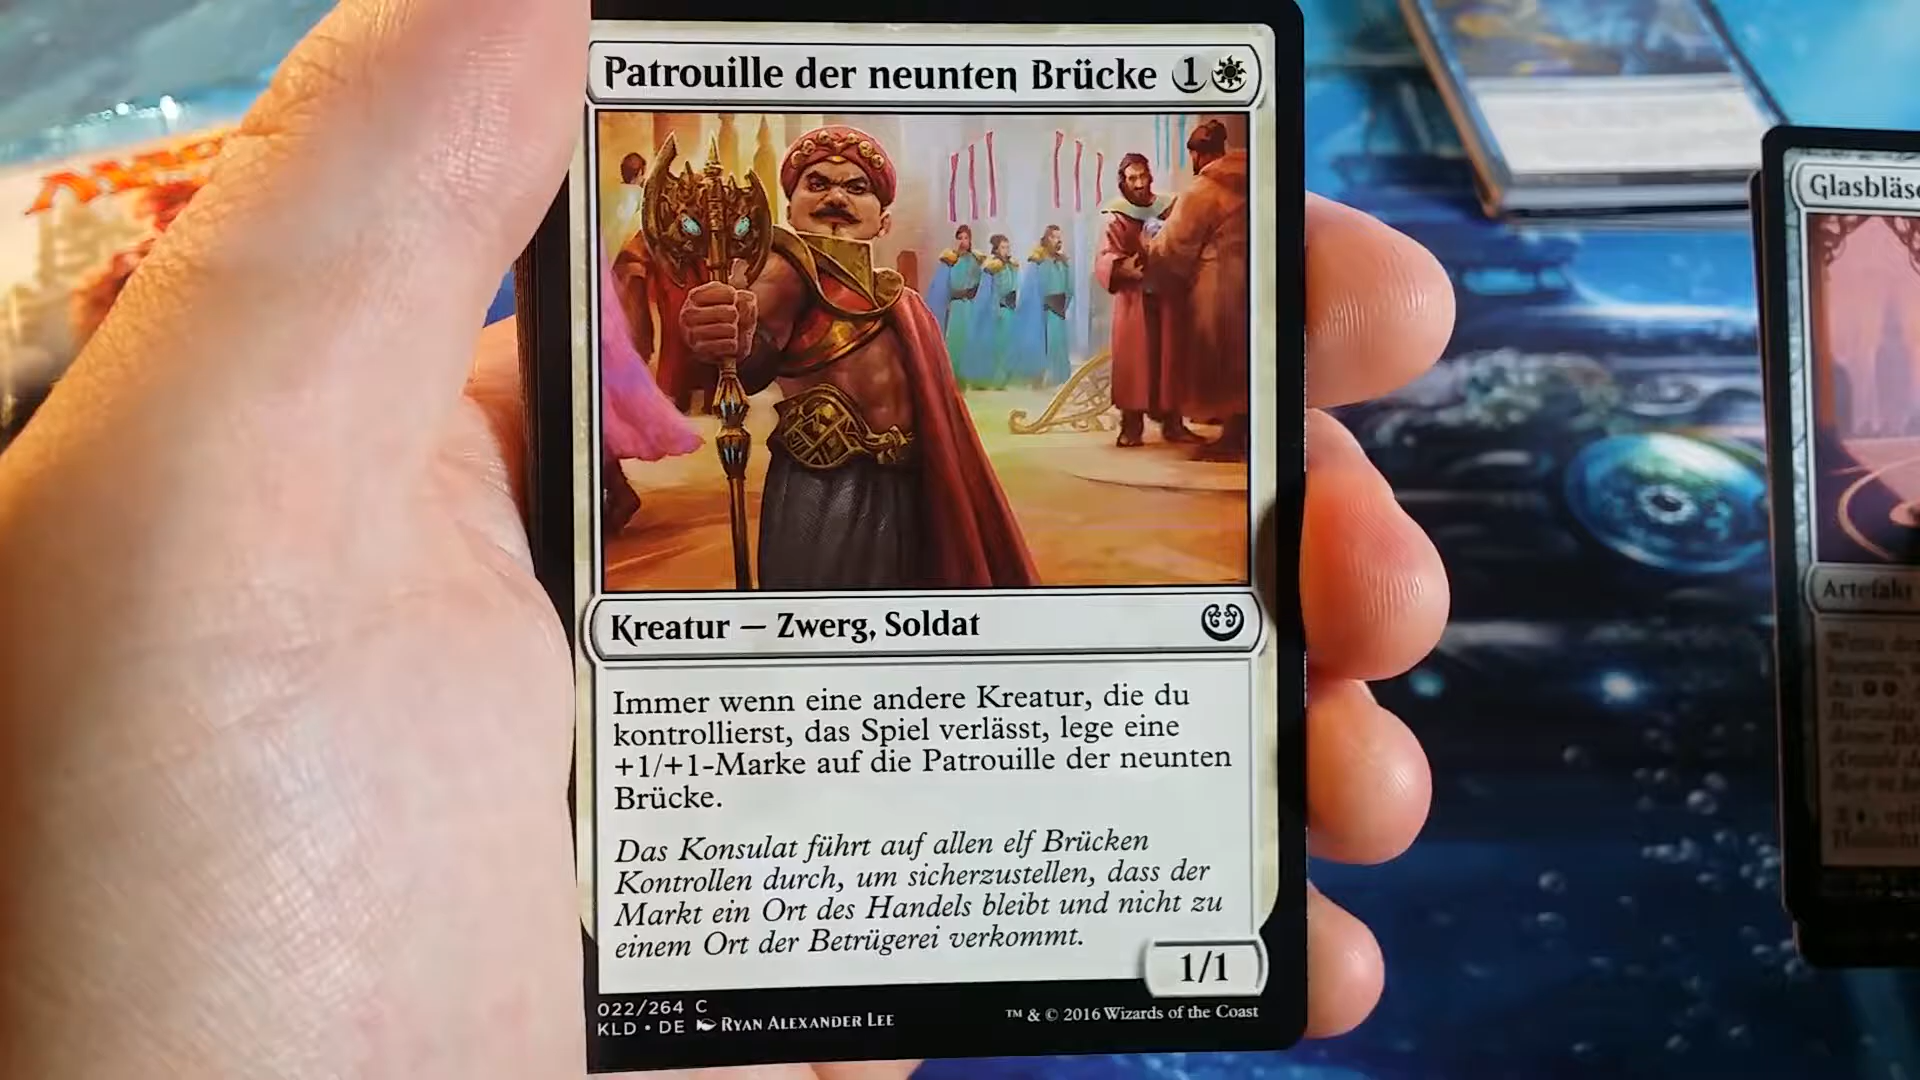 Patrouille der neunten Brücke 1
Kreatur — Zwerg, Soldat
Immer wenn eine andere Kreatur, die du
kontrollierst, das Spiel verlässt, lege eine
+1/+1-Marke auf die Patrouille der neunten
Brücke.
Das Konsulat führt auf allen elf Brücken
Kontrollen durch, um sicherzustellen, dass der
Markt ein Ort des Handels bleibt und nicht zu
einem Ort der Betrügerei verkommt.
1/1
022/264 C
KLD • DE Ryan Alexander Lee
™ & © 2016 Wizards of the Coast
Artefakt